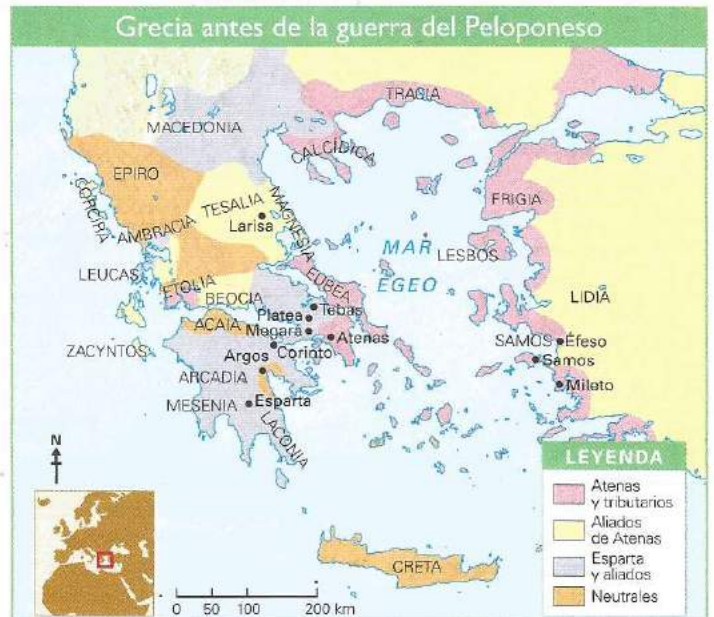 Grecia antes de la guerra del Peloponeso
TRACIA
MACEDONIA
CALCÍDICA
EPIRO
FRIGIA
CORCIRA
TESALIA
MAGNESIA
Larisa
AMBRACIA
MAR
EGEO
LESBOS
LEUCAS
ETOLIA
EUBEA
BEOCIA
LIDIA
Tebas
Platea
ACAIA
Megara
Atenas
SAMOS
Éfeso
ZACYNTOS
Corinto
Samos
Argos
ARCADIA
Mileto
MESENIA
Esparta
LACONIA
N
LEYENDA
Atenas
y tributarios
Aliados
de Atenas
Esparta
y aliados
Neutrales
CRETA
0 50 100 200 km